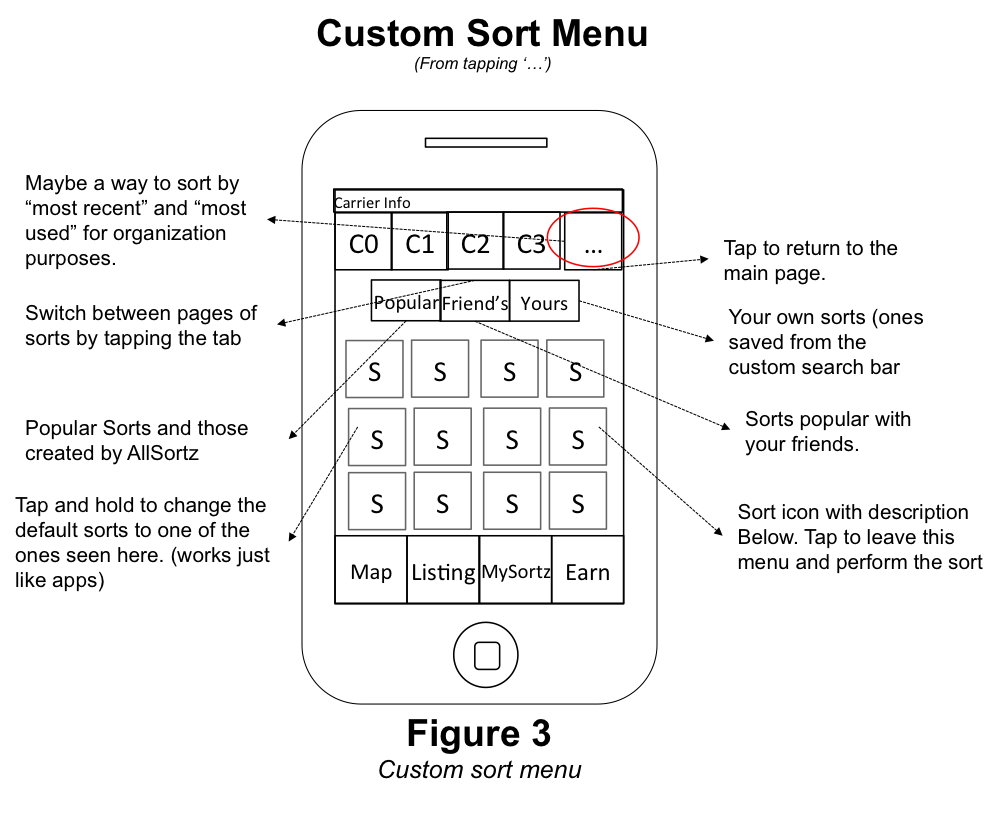 Custom Sort Menu
(From tapping ‘…’)
Maybe a way to sort by
“most recent” and “most
used” for organization
purposes.
Switch between pages of
sorts by tapping the tab
Popular Sorts and those
created by AllSortz
Tap and hold to change the
default sorts to one of the
ones seen here. (works just
like apps)
Carrier Info
C0 C1 C2 C3 …
Popular Friend’s Yours
S S S S
S S S S
S S S S
Map Listing MySortz Earn
Tap to return to the
main page.
Your own sorts (ones
saved from the
custom search bar
Sorts popular with
your friends.
Sort icon with description
Below. Tap to leave this
menu and perform the sort
Figure 3
Custom sort menu